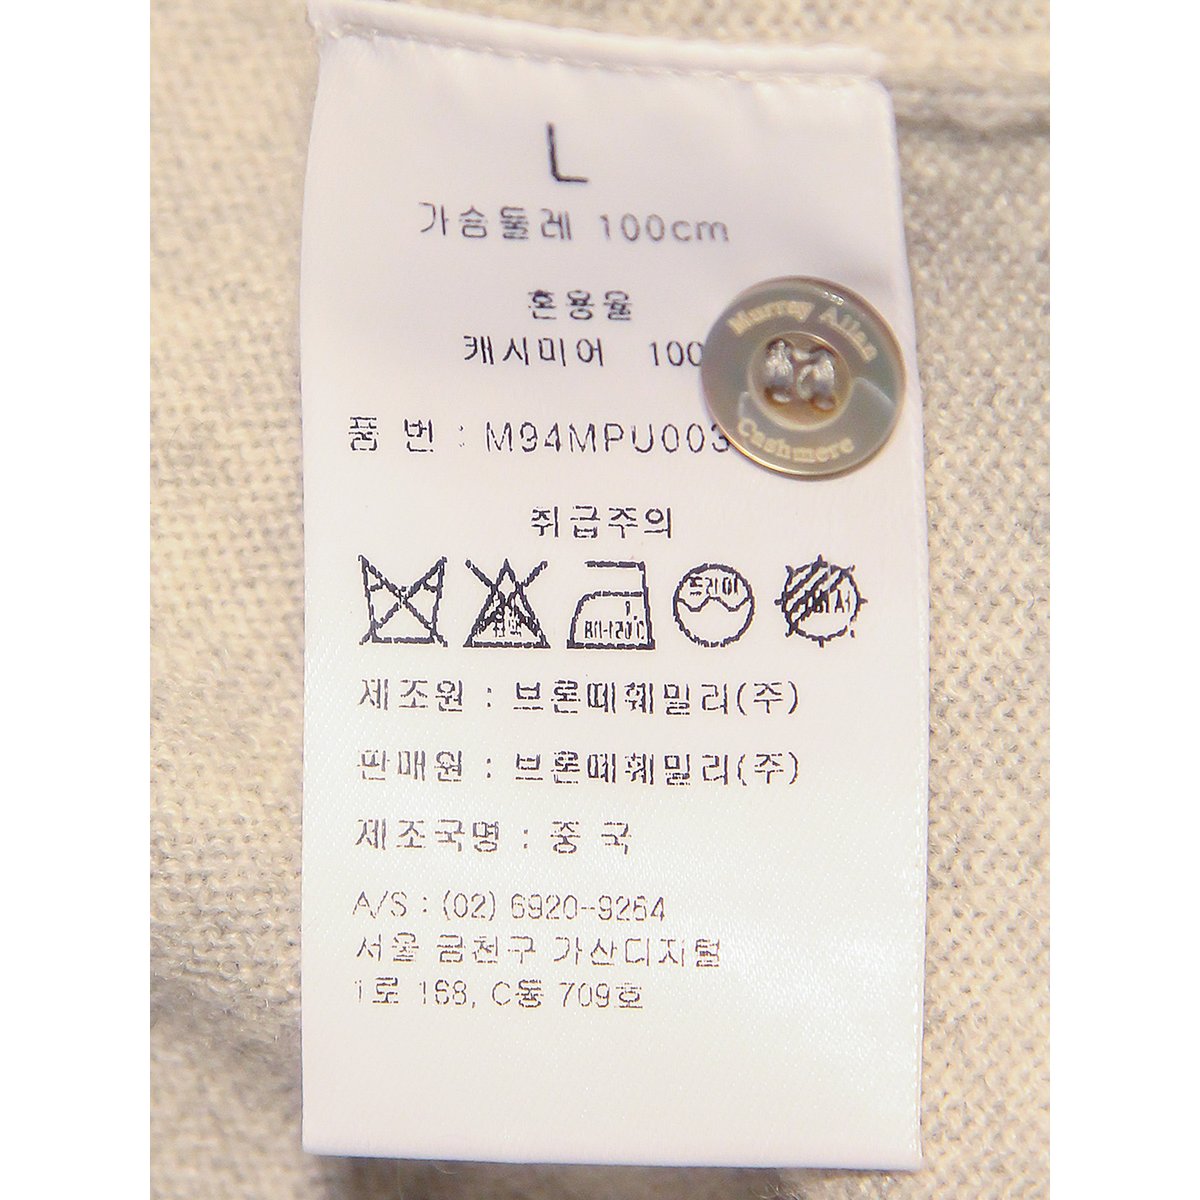 L
가슴둘레 100cm
혼용율
캐시미어 100
Murray Allan
Cashmere
품 번 : M94MPU003
취급주의
드라이
80-120℃
제조원 : 브론떼훼밀리(주)
판매원 : 브론떼훼밀리(주)
제조국명 : 중 국
A/S : (02) 6920-9264
서울 금천구 가산디지털
1로 168, C동 709호